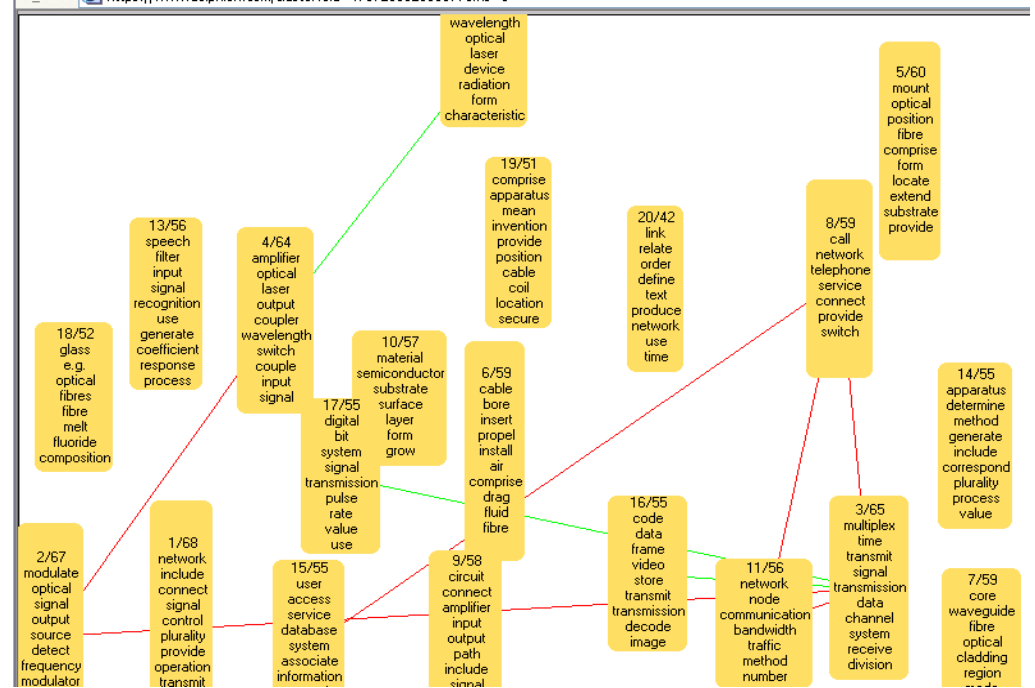 wavelength
optical
laser
device
radiation
form
characteristic
5/60
mount
optical
position
fibre
comprise
form
locate
extend
substrate
provide
19/51
comprise
apparatus
mean
invention
provide
position
cable
coil
location
secure
8/59
call
network
telephone
service
connect
provide
switch
20/42
link
relate
order
define
text
produce
network
use
time
13/56
speech
filter
input
signal
recognition
use
generate
coefficient
response
process
4/64
amplifier
optical
laser
output
coupler
wavelength
switch
couple
input
signal
18/52
glass
e.g.
optical
fibres
fibre
melt
fluoride
composition
10/57
material
semiconductor
substrate
surface
layer
form
grow
6/59
cable
bore
insert
propel
install
air
comprise
drag
fluid
fibre
14/55
apparatus
determine
method
generate
include
correspond
plurality
process
value
17/55
digital
bit
system
signal
transmission
pulse
rate
value
use
16/55
code
data
frame
video
store
transmit
transmission
decode
image
3/65
multiplex
time
transmit
signal
transmission
data
channel
system
receive
division
2/67
modulate
optical
signal
output
source
detect
frequency
modulator
1/68
network
include
connect
signal
control
plurality
provide
operation
transmit
15/55
user
access
service
database
system
associate
information
9/58
circuit
connect
amplifier
input
output
path
include
signal
11/56
network
node
communication
bandwidth
traffic
method
number
7/59
core
waveguide
fibre
optical
cladding
region